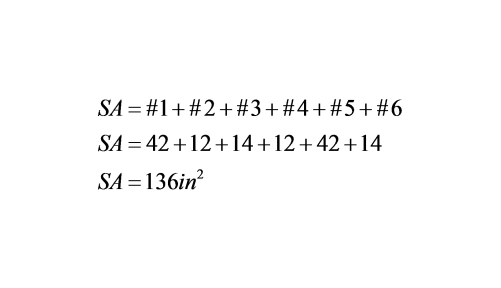 SA = #1 + #2 + #3 + #4 + #5 + #6
SA = 42 + 12 + 14 + 12 + 42 + 14
SA = 136in²